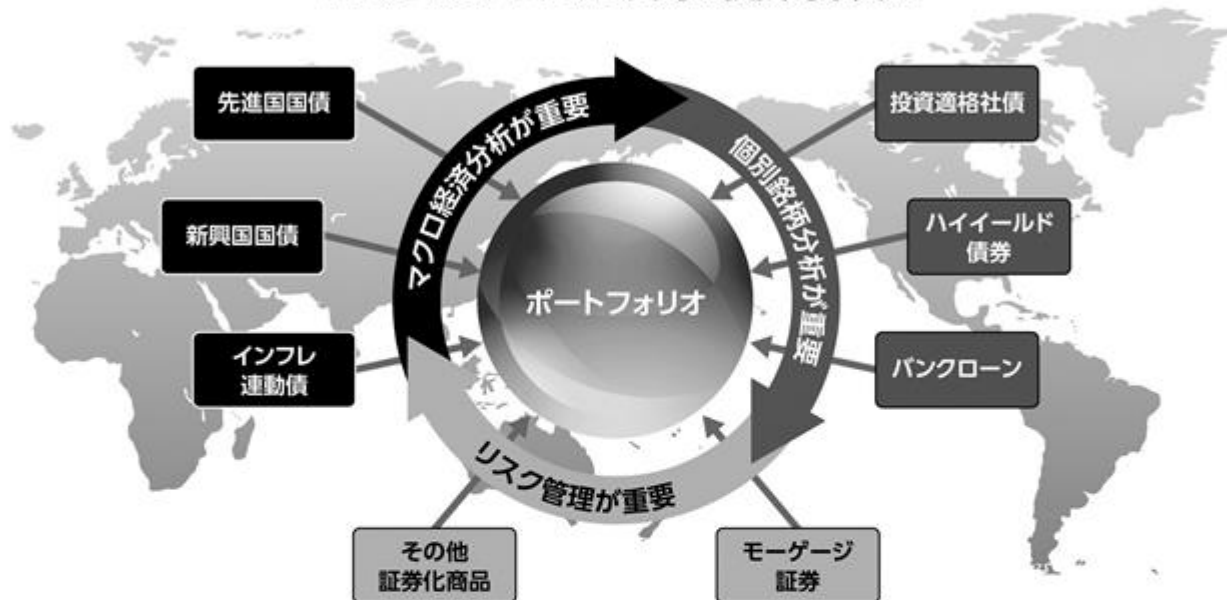 先進国国債
投資適格社債
マクロ経済分析が重要
個別銘柄分析が重要
新興国国債
ハイイールド
債券
ポートフォリオ
インフレ
連動債
バンクローン
リスク管理が重要
その他
証券化商品
モーゲージ
証券